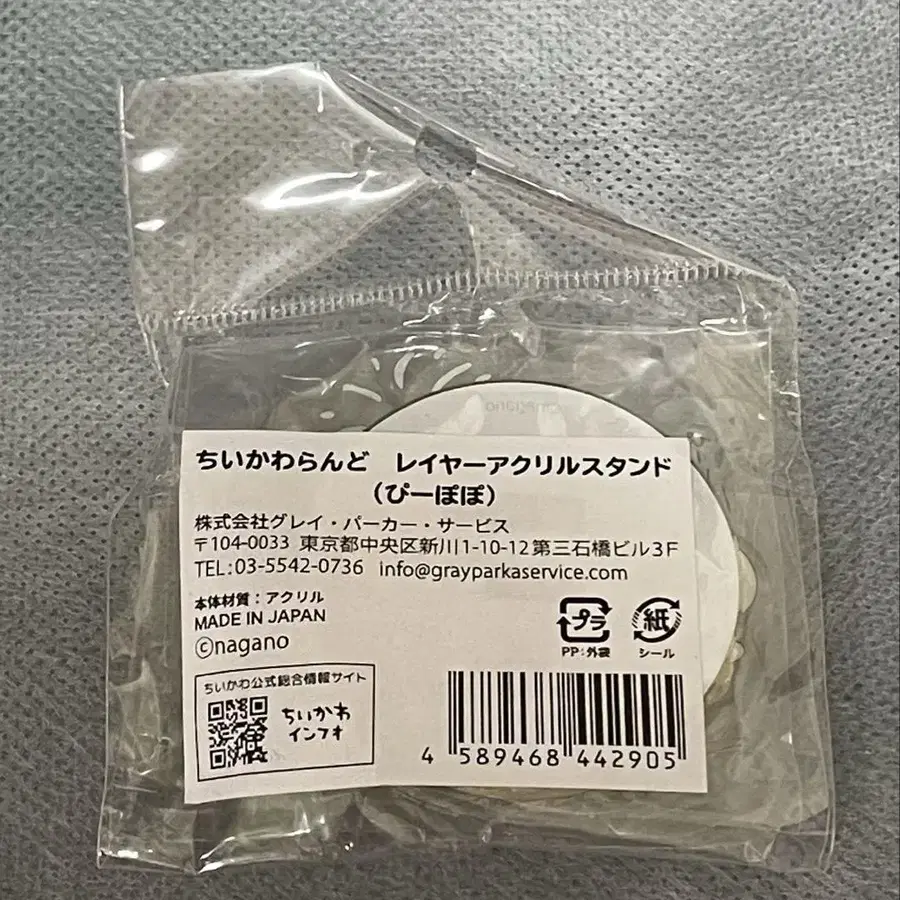 ちいかわらんど　レイヤーアクリルスタンド
（ぴーぽぽ）
株式会社グレイ・パーカー・サービス
〒104-0033 東京都中央区新川1-10-12第三石橋ビル3F
TEL:03-5542-0736 info@grayparkaservice.com
本体材質：アクリル
MADE IN JAPAN
©nagano
プラ
PP:外袋
紙
シール
ちいかわ公式総合情報サイト
ちいかわ
インフォ
4 589468 442905